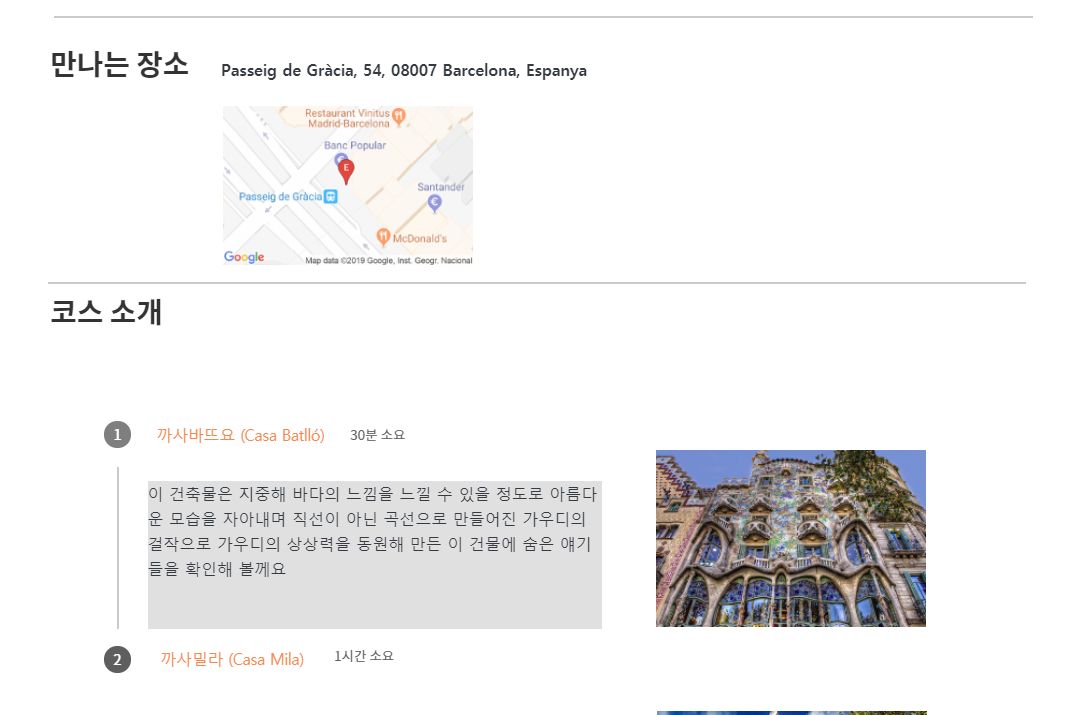 만나는 장소
Passeig de Gràcia, 54, 08007 Barcelona, Espanya
Restaurant Vinitus
Madrid-Barcelona
Banc Popular
E
Santander
Passeig de Gràcia
McDonald's
Google
Map data ©2019 Google, Inst. Geogr. Nacional
코스 소개
1 까사바뜨요 (Casa Batlló) 30분 소요
이 건축물은 지중해 바다의 느낌을 느낄 수 있을 정도로 아름다
운 모습을 자아내며 직선이 아닌 곡선으로 만들어진 가우디의
걸작으로 가우디의 상상력을 동원해 만든 이 건물에 숨은 얘기
들을 확인해 볼께요
2 까사밀라 (Casa Mila) 1시간 소요